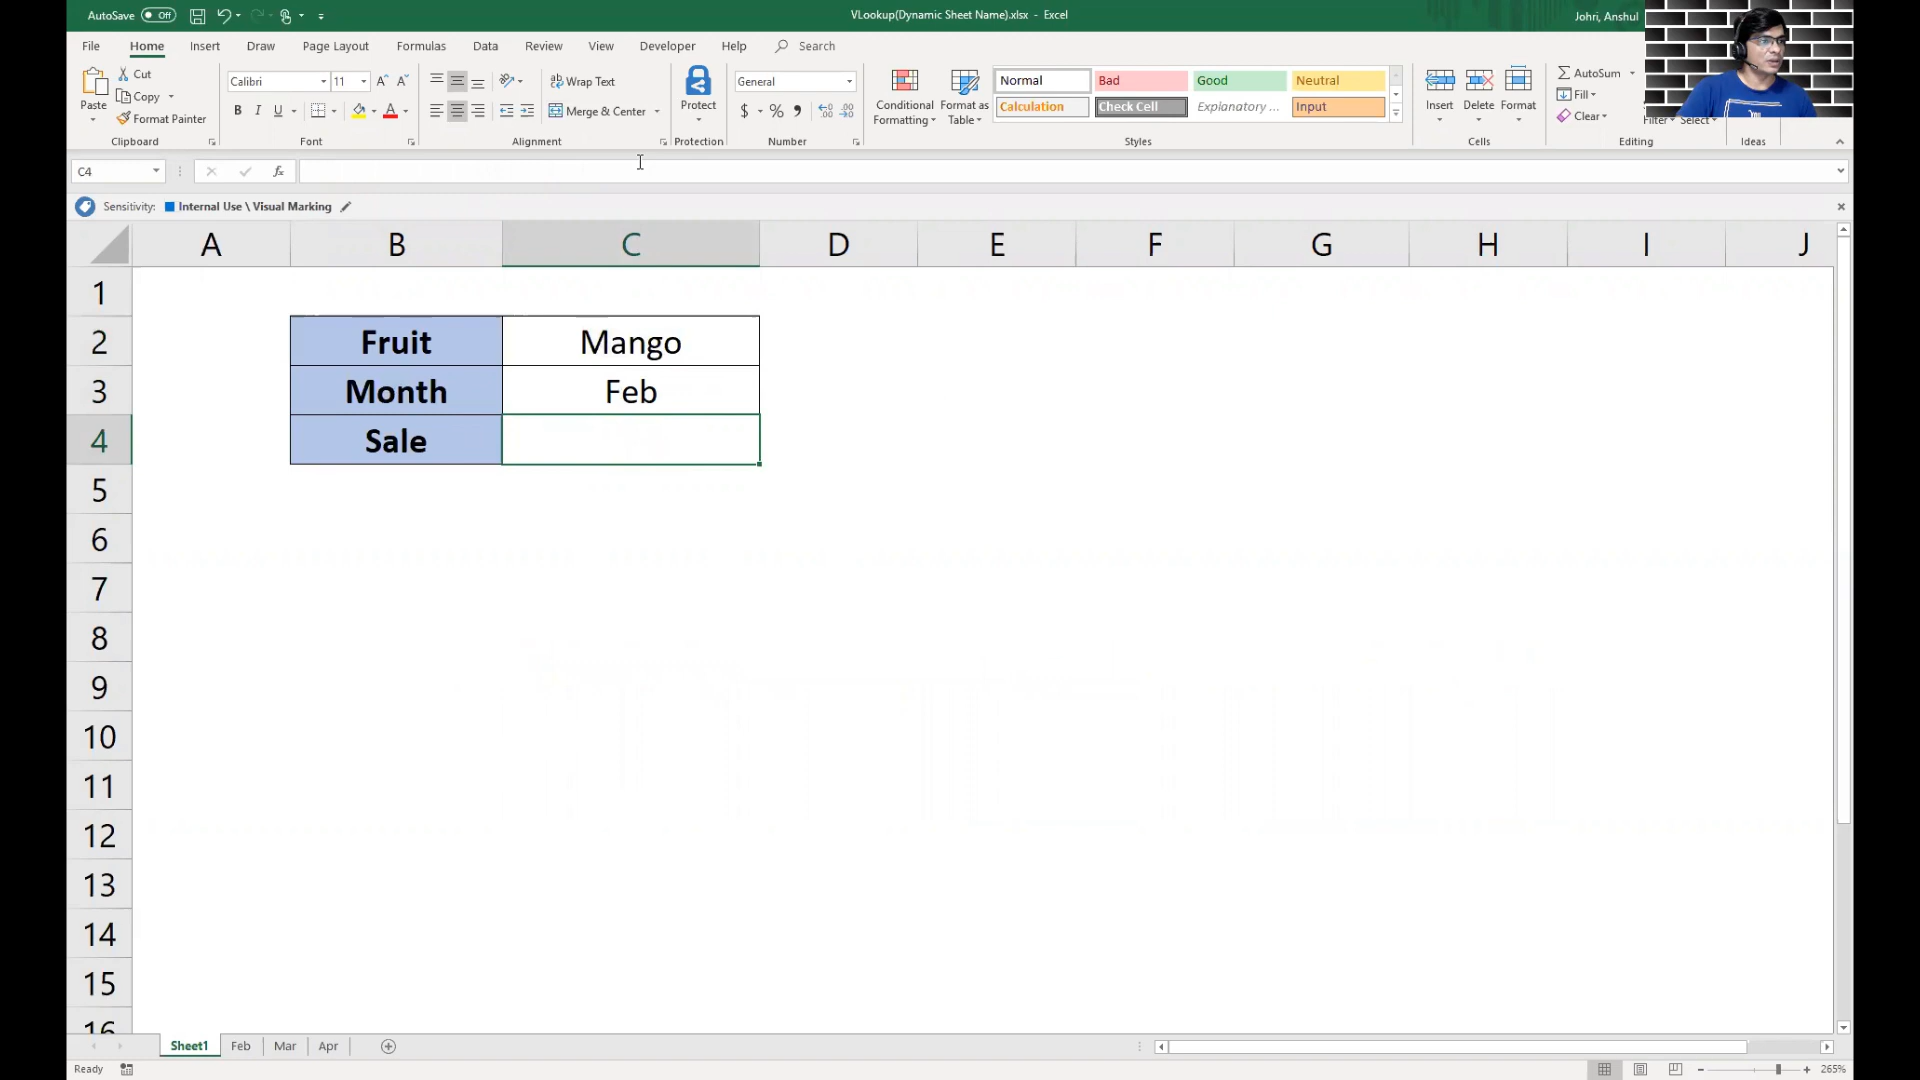 AutoSave Off
VLookup(Dynamic Sheet Name).xlsx - Excel
Johri, Anshul
File Home Insert Draw Page Layout Formulas Data Review View Developer Help Search
Paste
Cut
Copy
Format Painter
Clipboard
Calibri 11
B I U
A
Font
ab Wrap Text
Merge & Center
Alignment
Protect
Protection
General
$ % ,
Number
Conditional Formatting
Format as Table
Normal Bad Good Neutral
Calculation Check Cell Explanatory ... Input
Styles
Insert Delete Format
Cells
AutoSum
Fill
Clear
Filter Select
Editing
Ideas
C4
fx
Sensitivity: Internal Use \ Visual Marking
A B C D E F G H I J
1
2 Fruit Mango
3 Month Feb
4 Sale
5
6
7
8
9
10
11
12
13
14
15
16
Sheet1 Feb Mar Apr
Ready
265%